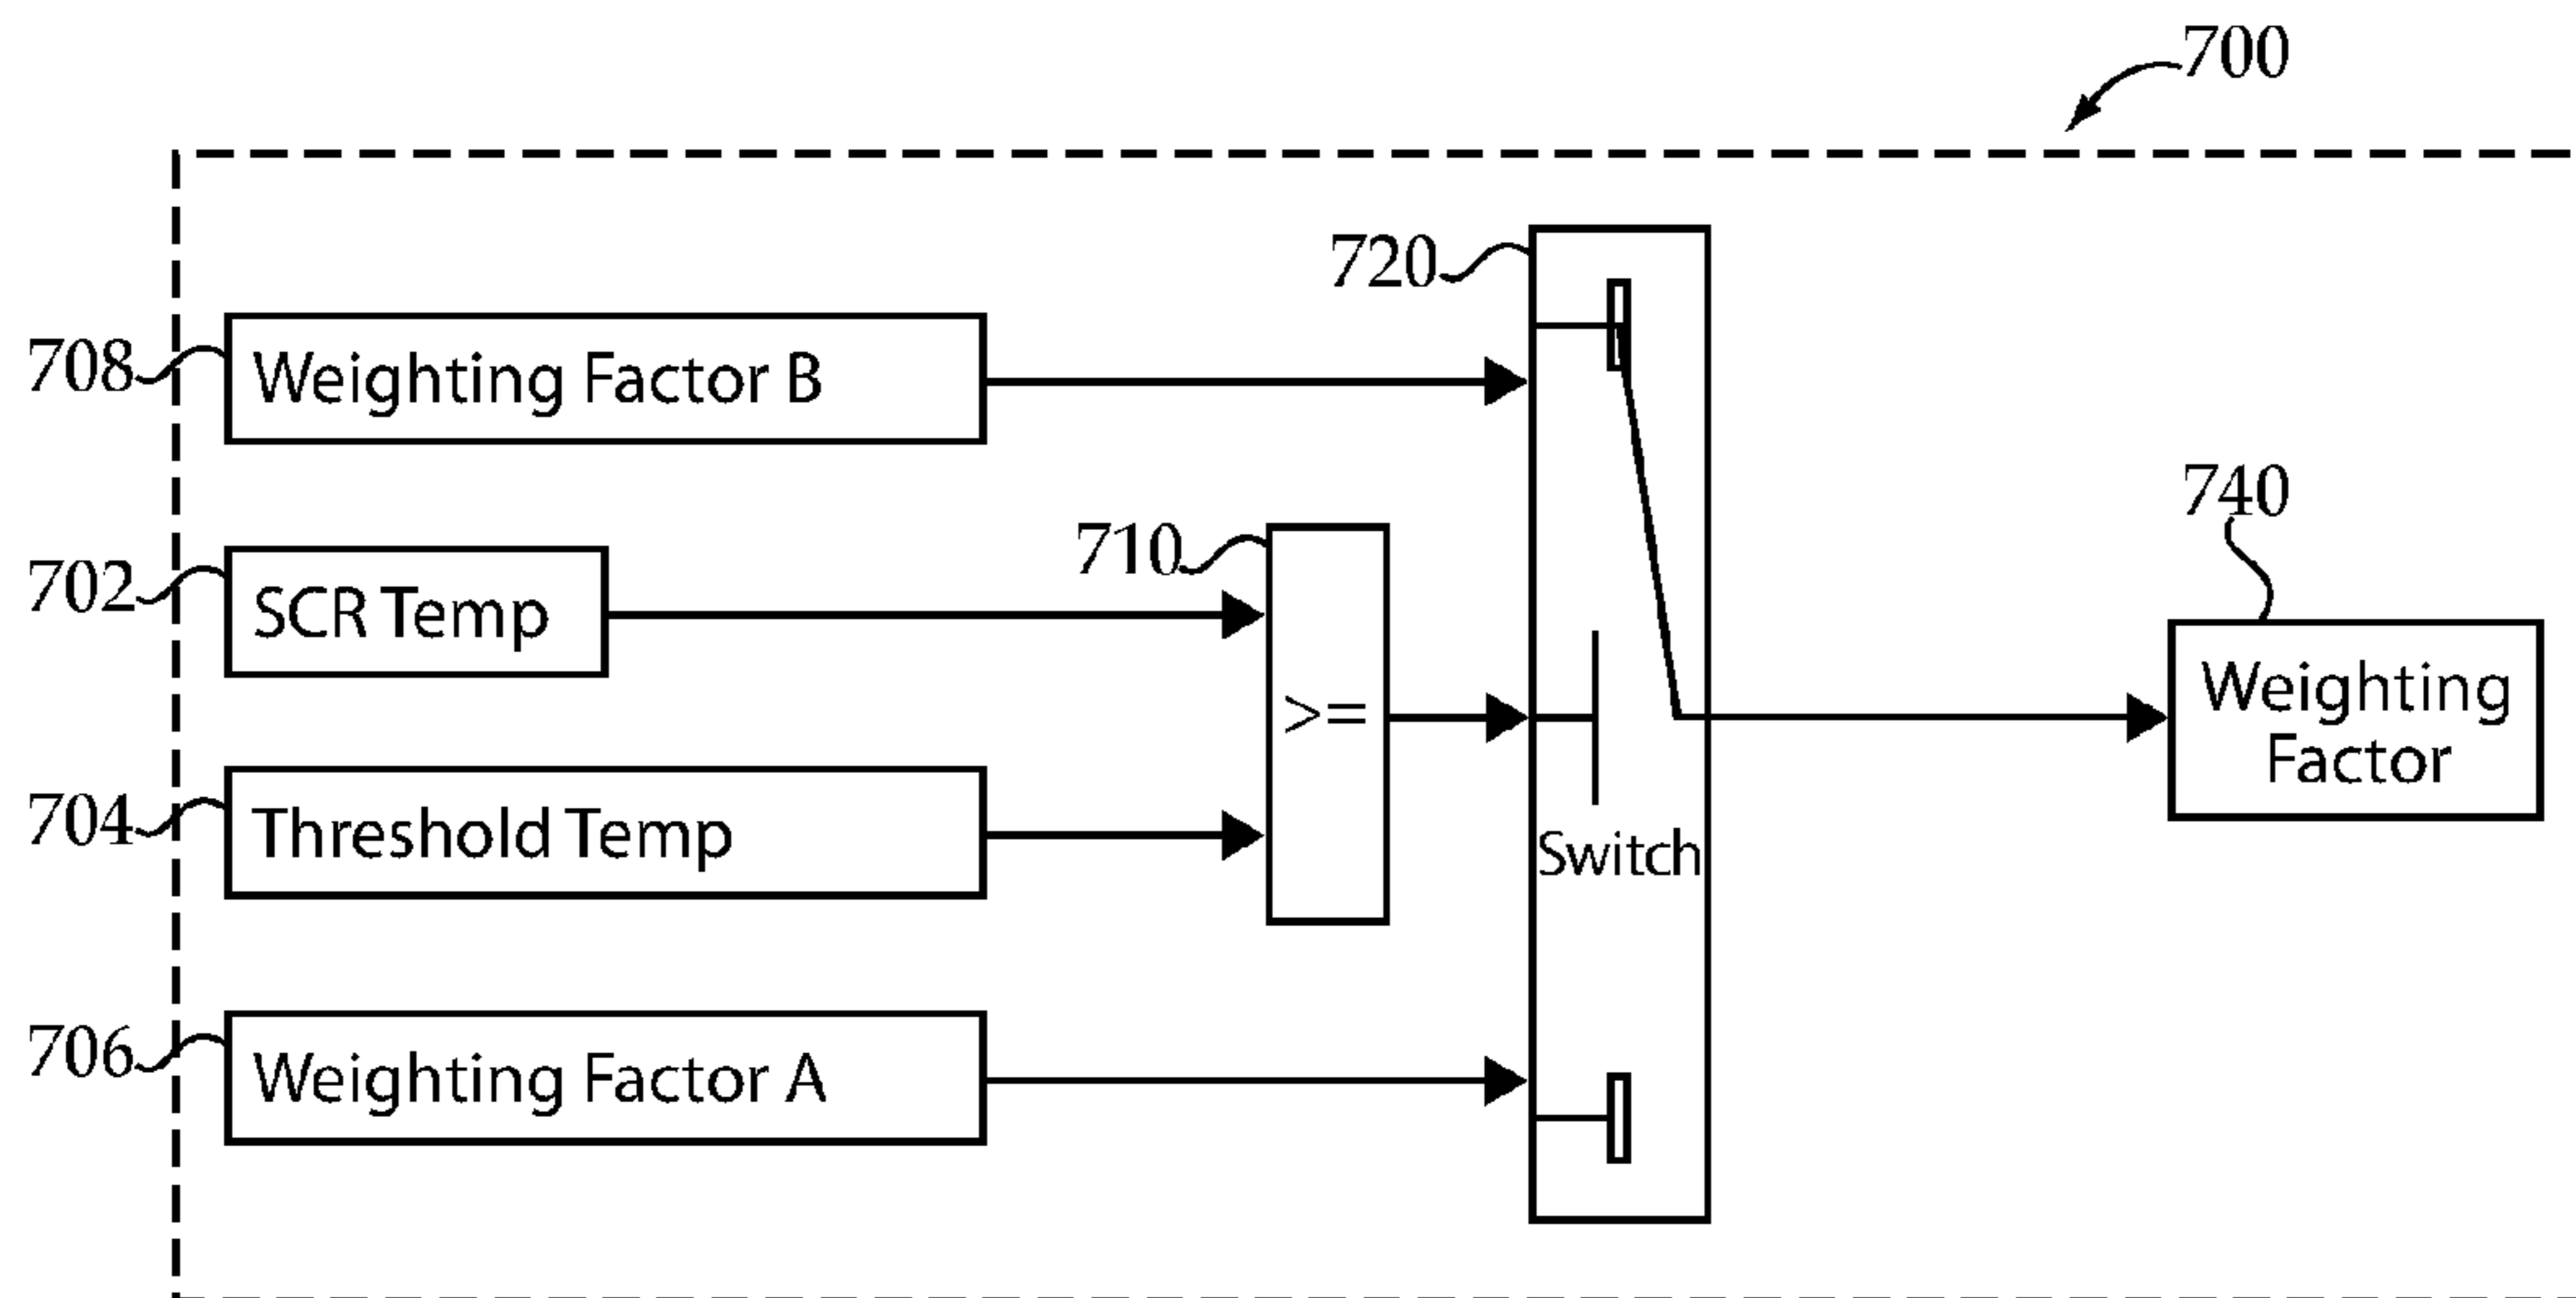 700
720
708
Weighting Factor B
740
710
702
SCR Temp
>=
Weighting
Factor
704
Threshold Temp
Switch
706
Weighting Factor A